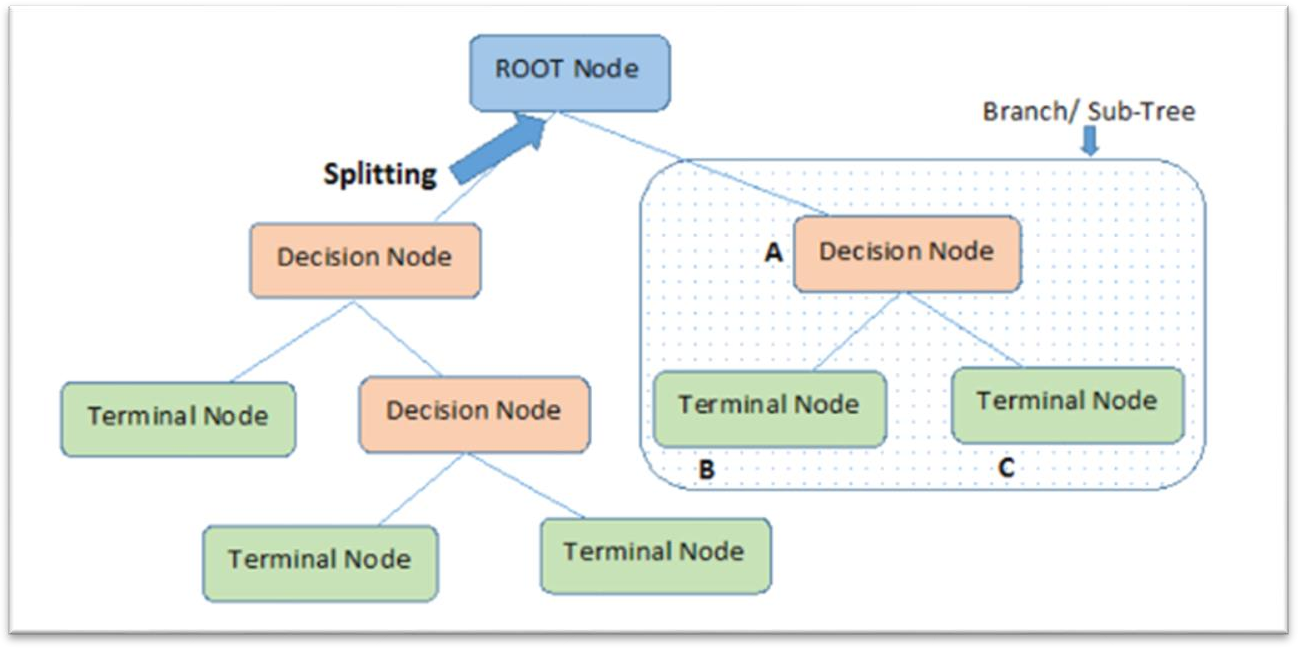 ROOT Node
Branch/ Sub-Tree
Splitting
Decision Node
A
Decision Node
Terminal Node
Decision Node
Terminal Node
Terminal Node
B
C
Terminal Node
Terminal Node